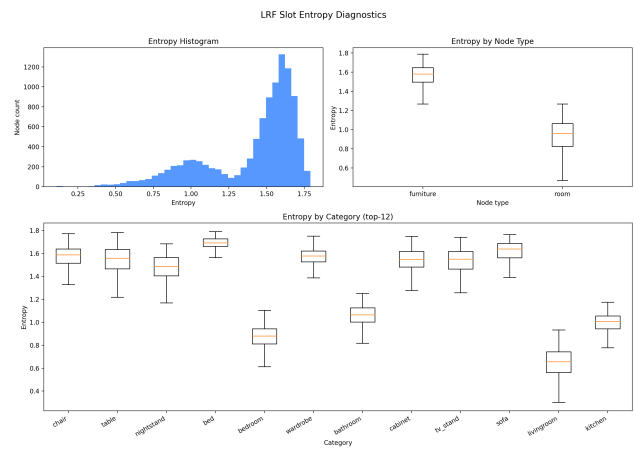 LRF Slot Entropy Diagnostics
Entropy Histogram
Node count
1200
1000
800
600
400
200
0
0.25 0.50 0.75 1.00 1.25 1.50 1.75
Entropy
Entropy by Node Type
Entropy
1.8
1.6
1.4
1.2
1.0
0.8
0.6
furniture room
Node type
Entropy by Category (top-12)
Entropy
1.8
1.6
1.4
1.2
1.0
0.8
0.6
0.4
chair table nightstand bed bedroom wardrobe bathroom cabinet tv_stand sofa livingroom kitchen
Category